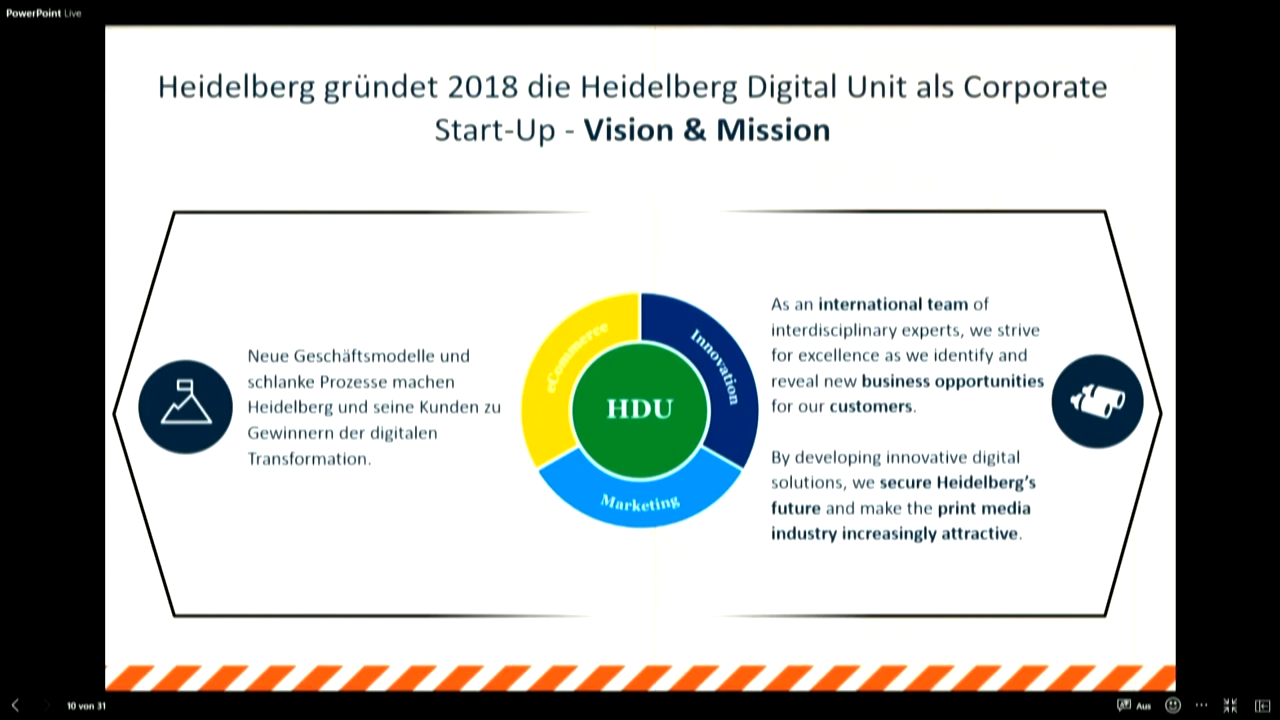 PowerPoint Live
Heidelberg gründet 2018 die Heidelberg Digital Unit als Corporate
Start-Up - Vision & Mission
Neue Geschäftsmodelle und
schlanke Prozesse machen
Heidelberg und seine Kunden zu
Gewinnern der digitalen
Transformation.
eCommerce
Innovation
HDU
Marketing
As an international team of
interdisciplinary experts, we strive
for excellence as we identify and
reveal new business opportunities
for our customers.
By developing innovative digital
solutions, we secure Heidelberg's
future and make the print media
industry increasingly attractive.
10 von 31
Aus